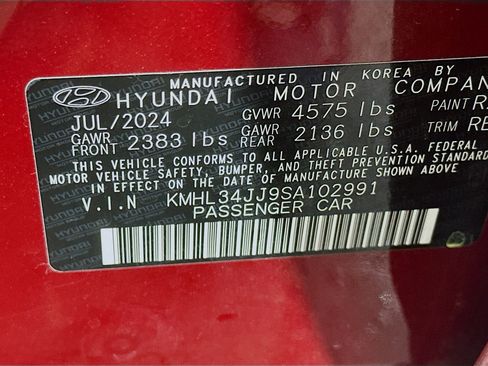 MANUFACTURED IN KOREA BY
HYUNDAI MOTOR COMPAN
JUL/2024 GVWR 4575 lbs PAINT R
GAWR FRONT 2383 lbs GAWR REAR 2136 lbs TRIM RE
THIS VEHICLE CONFORMS TO ALL APPLICABLE U.S.A. FEDERAL
MOTOR VEHICLE SAFETY, BUMPER, AND THEFT PREVENTION STANDARDS
IN EFFECT ON THE DATE OF MANUFACTURE SHOWN ABOVE
V.I.N KMHL34JJ9SA102991
PASSENGER CAR